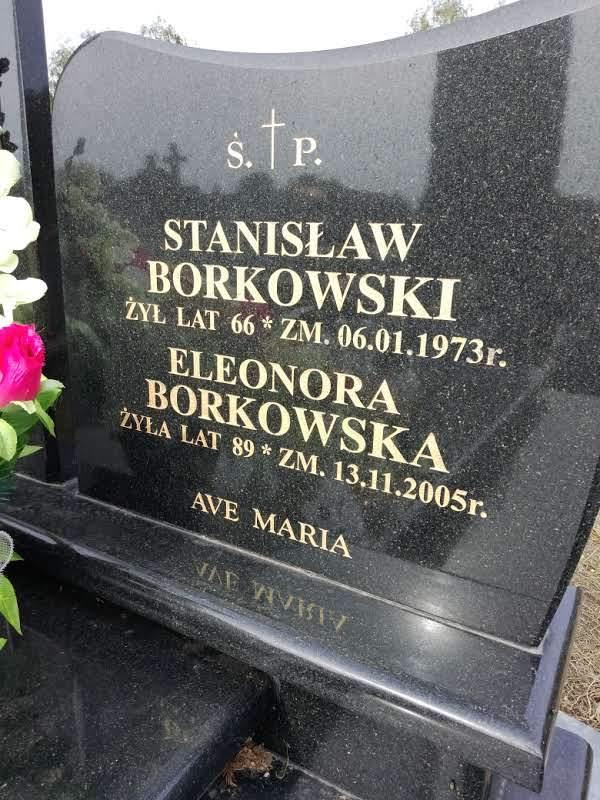 Ś. P.
STANISŁAW
BORKOWSKI
ŻYŁ LAT 66 * ZM. 06.01.1973r.
ELEONORA
BORKOWSKA
ŻYŁA LAT 89 * ZM. 13.11.2005r.
AVE MARIA